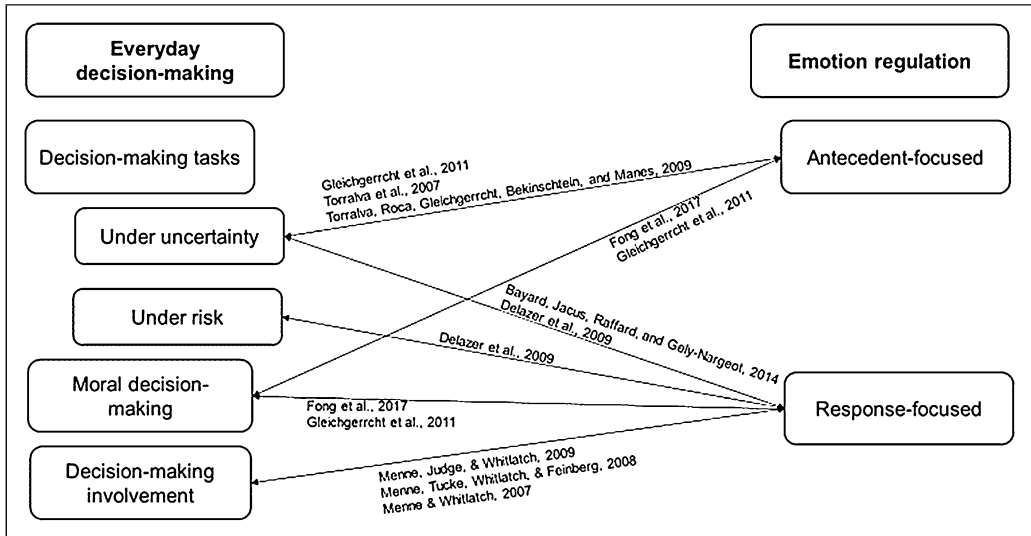 Everyday
decision-making
Emotion regulation
Decision-making tasks
Antecedent-focused
Gleichgerrcht et al., 2011
Torralva et al., 2007
Torralva, Roca, Gleichgerrcht, Bekinschtein, and Manes, 2009
Under uncertainty
Fong et al., 2017
Gleichgerrcht et al., 2011
Under risk
Bayard, Jacus, Raffard, and Gely-Nargeot, 2014
Delazer et al., 2009
Delazer et al., 2009
Moral decision-
making
Fong et al., 2017
Gleichgerrcht et al., 2011
Response-focused
Decision-making
involvement
Menne, Judge, & Whitlatch, 2009
Menne, Tucke, Whitlatch, & Feinberg, 2008
Menne & Whitlatch, 2007